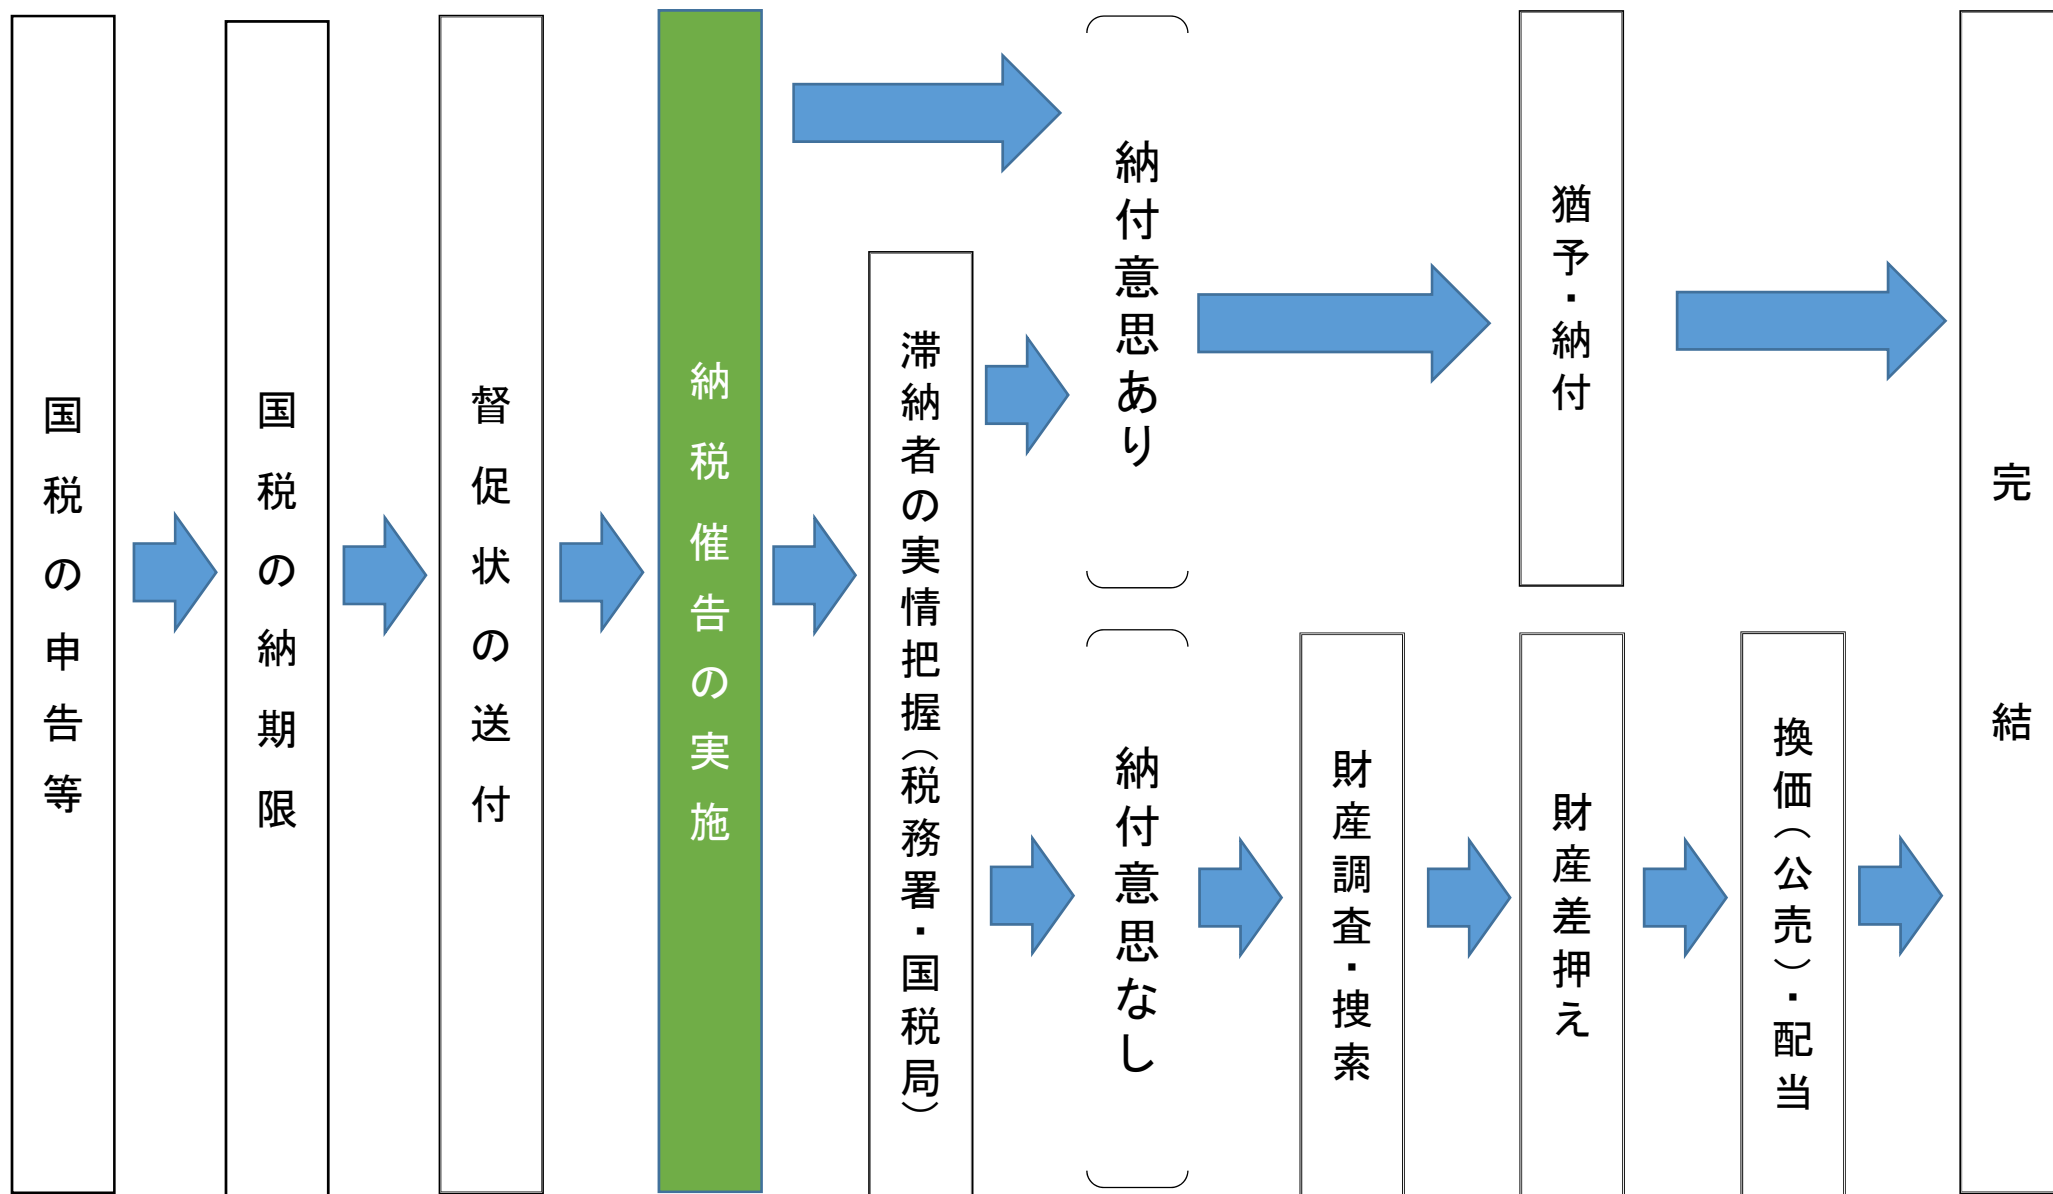 国税の申告等
国税の納期限
督促状の送付
納税催告の実施
滞納者の実情把握（税務署・国税局）
納付意思あり
納付意思なし
猶予・納付
財産調査・捜索
財産差押え
換価（公売）・配当
完結